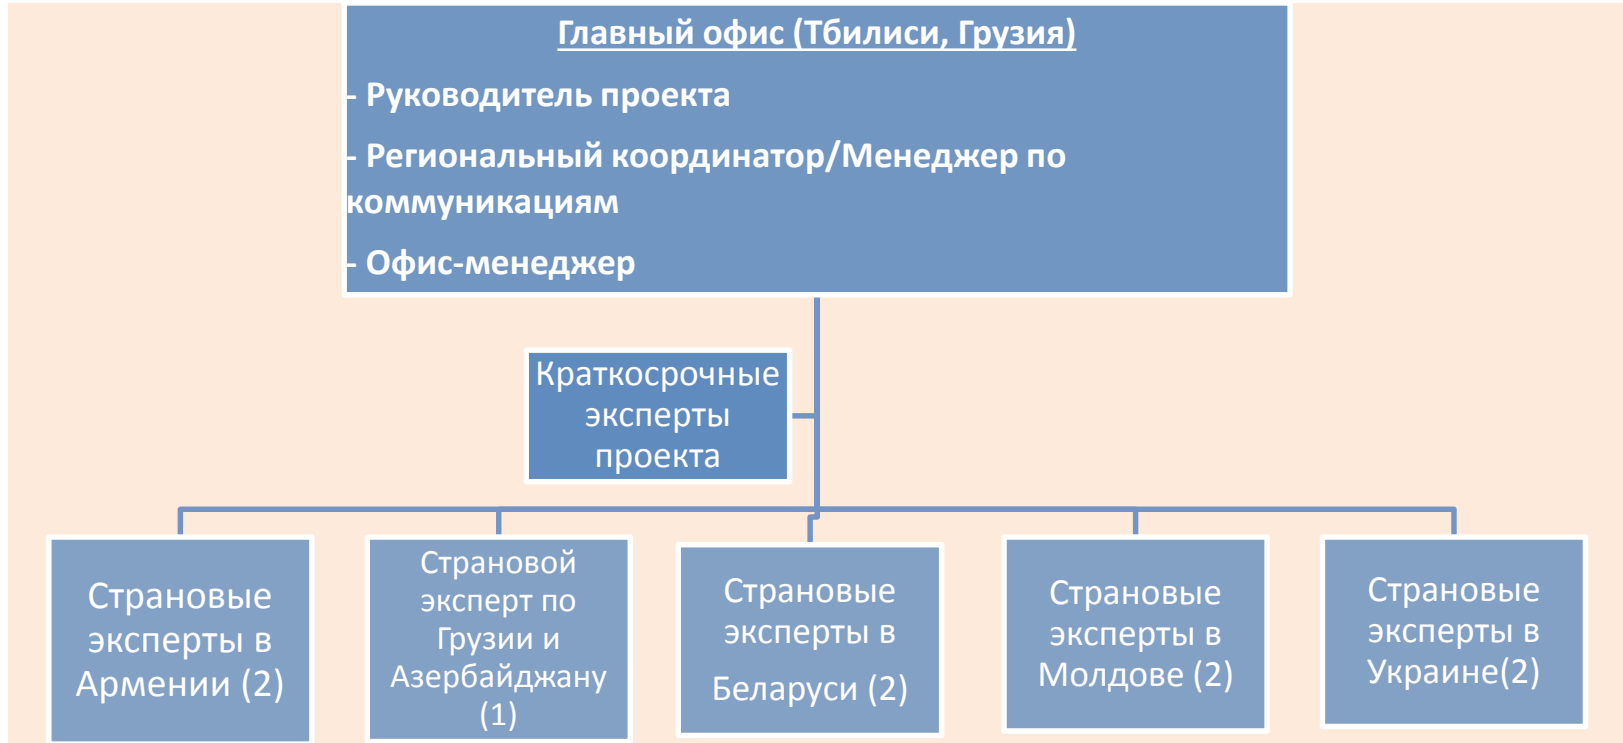 Главный офис (Тбилиси, Грузия)
- Руководитель проекта
- Региональный координатор/Менеджер по
коммуникациям
- Офис-менеджер
Краткосрочные
эксперты
проекта
Страновые
эксперты в
Армении (2)
Страновой
эксперт по
Грузии и
Азербайджану
(1)
Страновые
эксперты в
Беларуси (2)
Страновые
эксперты в
Молдове (2)
Страновые
эксперты в
Украине(2)